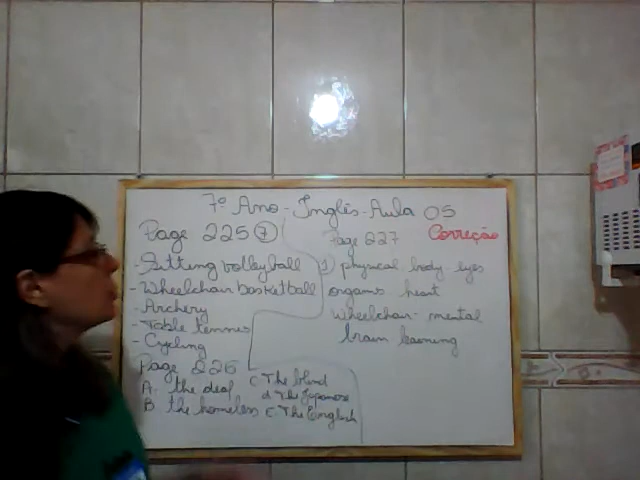 7º Ano - Inglês - Aula 05
Correção
Page 225 7
- Sitting volleyball
- Wheelchair basketball
- Archery
- Table tennis
- Cycling
Page 226
A. the deaf
B the homeless
C The blind
d The Japanese
E The English
Page 227
physical body eyes
organs heart
wheelchair - mental
brain learning